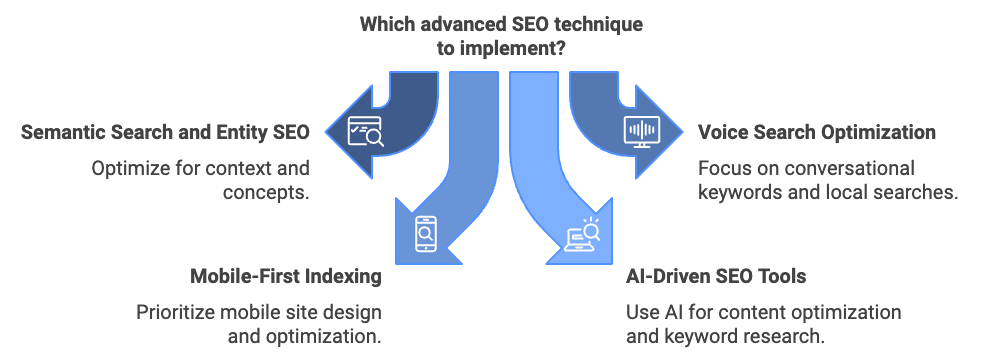 Which advanced SEO technique
to implement?
Semantic Search and Entity SEO
Optimize for context and
concepts.
Voice Search Optimization
Focus on conversational
keywords and local searches.
Mobile-First Indexing
Prioritize mobile site design
and optimization.
AI-Driven SEO Tools
Use AI for content optimization
and keyword research.